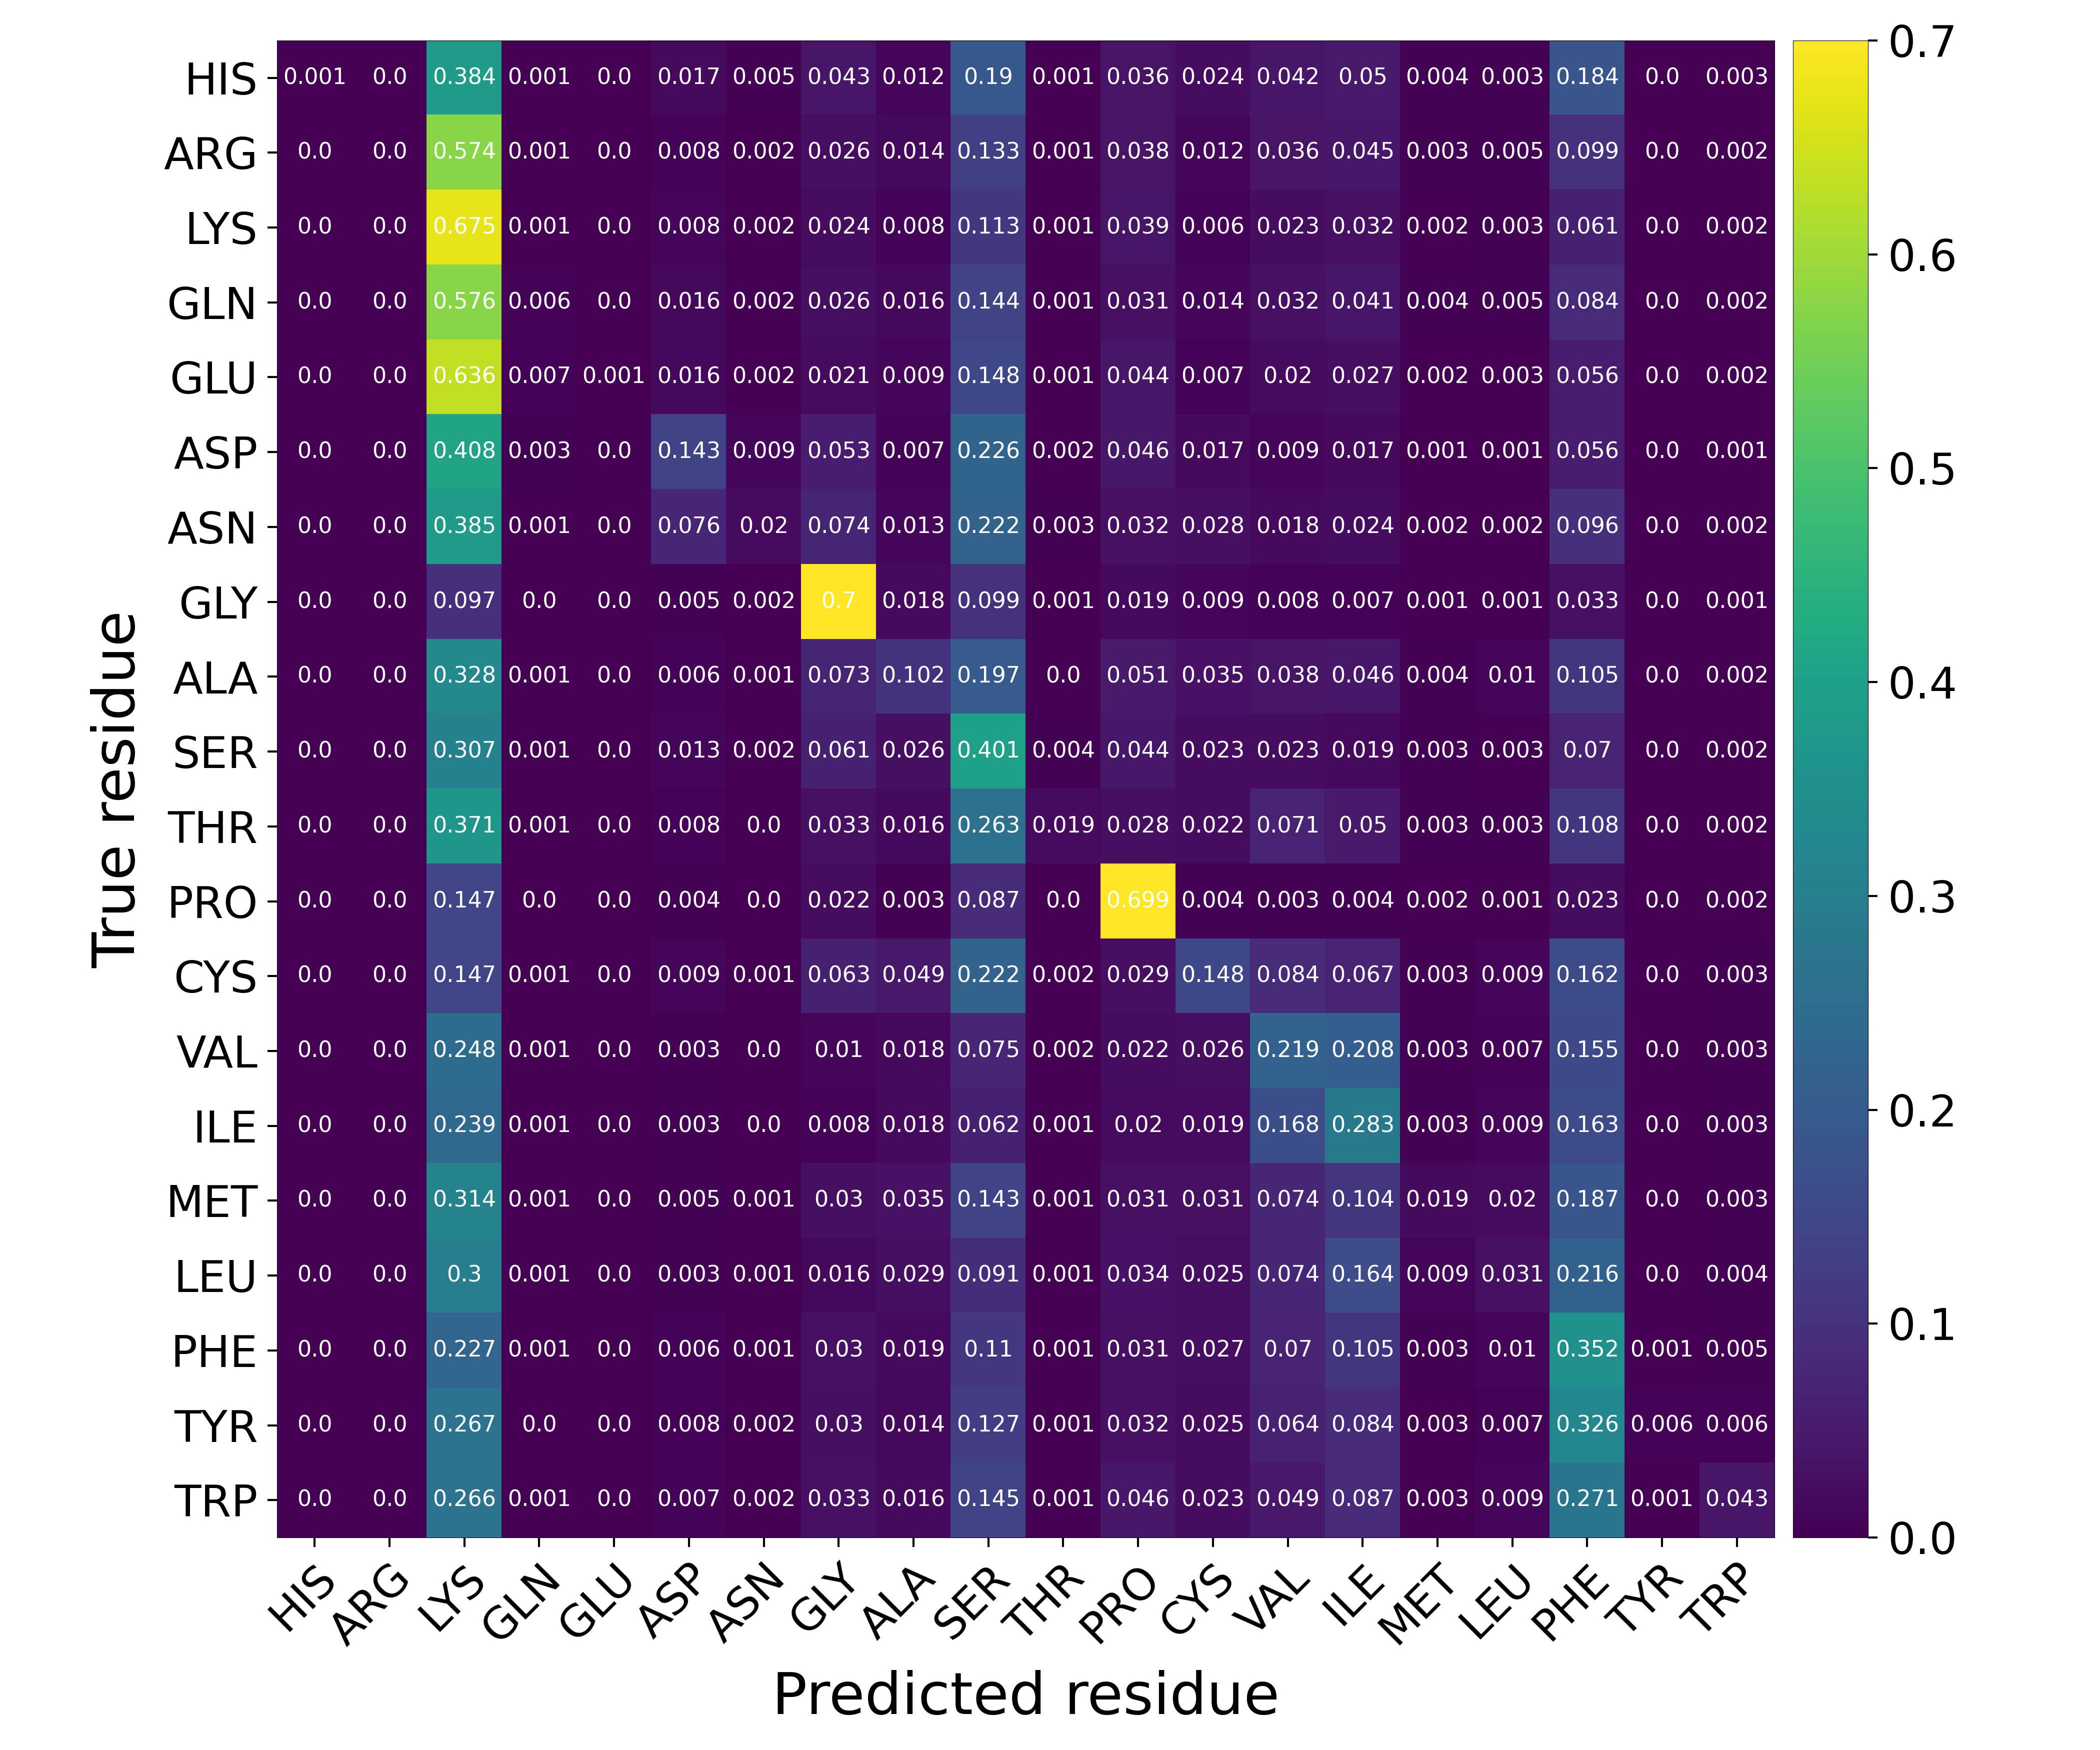 HIS 0.001 0.0 0.384 0.001 0.0 0.017 0.005 0.043 0.012 0.19 0.001 0.036 0.024 0.042 0.05 0.004 0.003 0.184 0.0 0.003
ARG 0.0 0.0 0.574 0.001 0.0 0.008 0.002 0.026 0.014 0.133 0.001 0.038 0.012 0.036 0.045 0.003 0.005 0.099 0.0 0.002
LYS 0.0 0.0 0.675 0.001 0.0 0.008 0.002 0.024 0.008 0.113 0.001 0.039 0.006 0.023 0.032 0.002 0.003 0.061 0.0 0.002
GLN 0.0 0.0 0.576 0.006 0.0 0.016 0.002 0.026 0.016 0.144 0.001 0.031 0.014 0.032 0.041 0.004 0.005 0.084 0.0 0.002
GLU 0.0 0.0 0.636 0.007 0.001 0.016 0.002 0.021 0.009 0.148 0.001 0.044 0.007 0.02 0.027 0.002 0.003 0.056 0.0 0.002
ASP 0.0 0.0 0.408 0.003 0.0 0.143 0.009 0.053 0.007 0.226 0.002 0.046 0.017 0.009 0.017 0.001 0.001 0.056 0.0 0.001
ASN 0.0 0.0 0.385 0.001 0.0 0.076 0.02 0.074 0.013 0.222 0.003 0.032 0.028 0.018 0.024 0.002 0.002 0.096 0.0 0.002
GLY 0.0 0.0 0.097 0.0 0.0 0.005 0.002 0.7 0.018 0.099 0.001 0.019 0.009 0.008 0.007 0.001 0.001 0.033 0.0 0.001
ALA 0.0 0.0 0.328 0.001 0.0 0.006 0.001 0.073 0.102 0.197 0.0 0.051 0.035 0.038 0.046 0.004 0.01 0.105 0.0 0.002
SER 0.0 0.0 0.307 0.001 0.0 0.013 0.002 0.061 0.026 0.401 0.004 0.044 0.023 0.023 0.019 0.003 0.003 0.07 0.0 0.002
THR 0.0 0.0 0.371 0.001 0.0 0.008 0.0 0.033 0.016 0.263 0.019 0.028 0.022 0.071 0.05 0.003 0.003 0.108 0.0 0.002
PRO 0.0 0.0 0.147 0.0 0.0 0.004 0.0 0.022 0.003 0.087 0.0 0.699 0.004 0.003 0.004 0.002 0.001 0.023 0.0 0.002
CYS 0.0 0.0 0.147 0.001 0.0 0.009 0.001 0.063 0.049 0.222 0.002 0.029 0.148 0.084 0.067 0.003 0.009 0.162 0.0 0.003
VAL 0.0 0.0 0.248 0.001 0.0 0.003 0.0 0.01 0.018 0.075 0.002 0.022 0.026 0.219 0.208 0.003 0.007 0.155 0.0 0.003
ILE 0.0 0.0 0.239 0.001 0.0 0.003 0.0 0.008 0.018 0.062 0.001 0.02 0.019 0.168 0.283 0.003 0.009 0.163 0.0 0.003
MET 0.0 0.0 0.314 0.001 0.0 0.005 0.001 0.03 0.035 0.143 0.001 0.031 0.031 0.074 0.104 0.019 0.02 0.187 0.0 0.003
LEU 0.0 0.0 0.3 0.001 0.0 0.003 0.001 0.016 0.029 0.091 0.001 0.034 0.025 0.074 0.164 0.009 0.031 0.216 0.0 0.004
PHE 0.0 0.0 0.227 0.001 0.0 0.006 0.001 0.03 0.019 0.11 0.001 0.031 0.027 0.07 0.105 0.003 0.01 0.352 0.001 0.005
TYR 0.0 0.0 0.267 0.0 0.0 0.008 0.002 0.03 0.014 0.127 0.001 0.032 0.025 0.064 0.084 0.003 0.007 0.326 0.006 0.006
TRP 0.0 0.0 0.266 0.001 0.0 0.007 0.002 0.033 0.016 0.145 0.001 0.046 0.023 0.049 0.087 0.003 0.009 0.271 0.001 0.043
HIS ARG LYS GLN GLU ASP ASN GLY ALA SER THR PRO CYS VAL ILE MET LEU PHE TYR TRP
Predicted residue
True residue
0.7
0.6
0.5
0.4
0.3
0.2
0.1
0.0